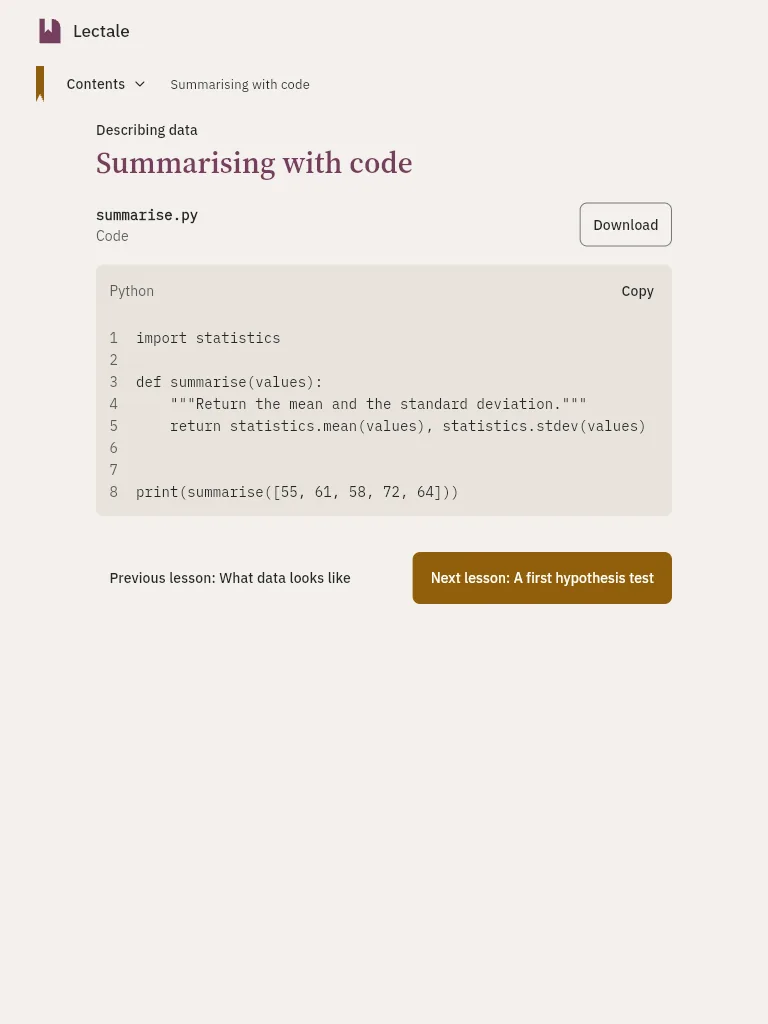 Lectale
Contents
Summarising with code
Describing data
Summarising with code
summarise.py
Code
Download
Python
Copy
1 import statistics
2
3 def summarise(values):
4     """Return the mean and the standard deviation."""
5     return statistics.mean(values), statistics.stdev(values)
6
7
8 print(summarise([55, 61, 58, 72, 64]))
Previous lesson: What data looks like
Next lesson: A first hypothesis test